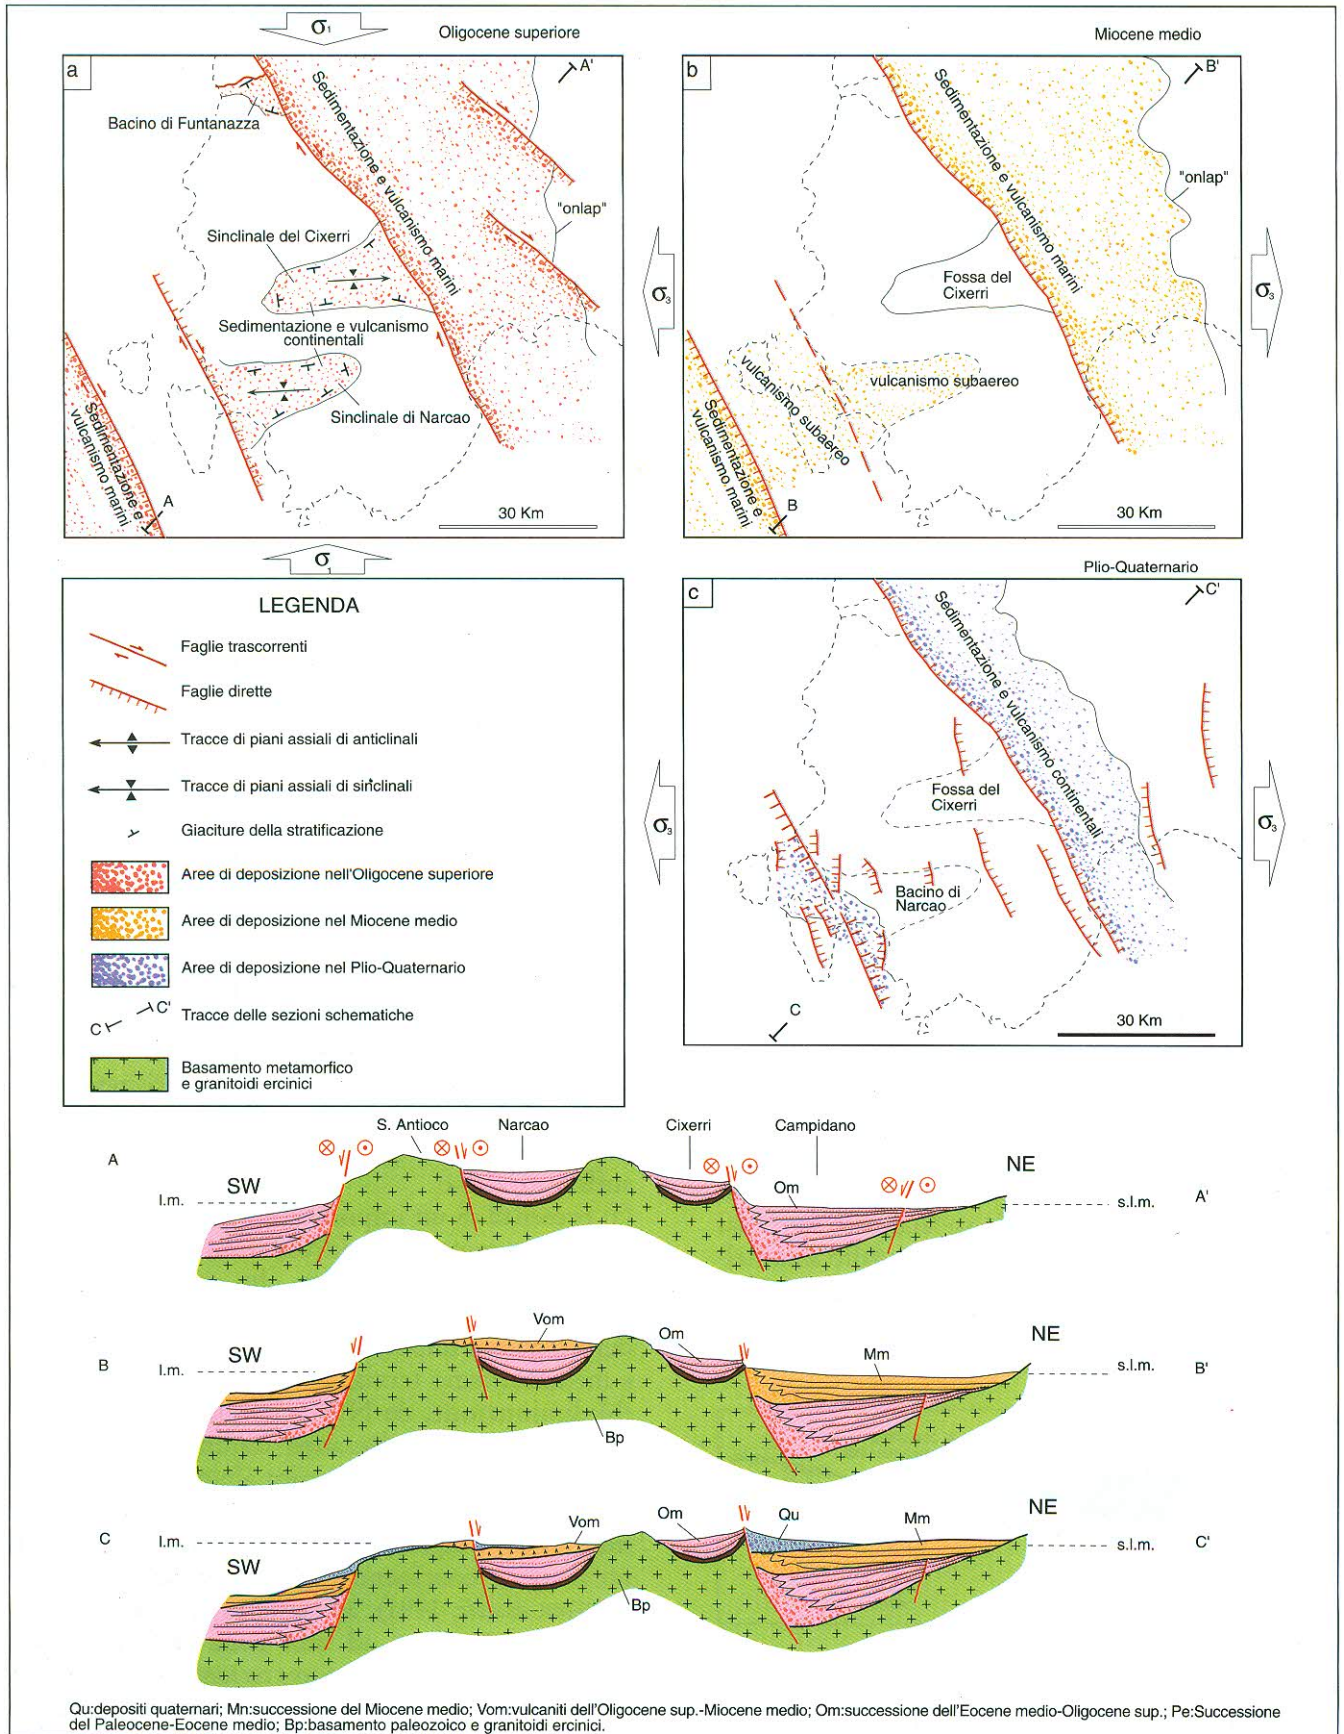 σ1
Oligocene superiore
Miocene medio
a
A'
Bacino di Funtanazza
Sedimentazione e vulcanismo marini
"onlap"
Sinclinale del Cixerri
Sedimentazione e vulcanismo
continentali
Sinclinale di Narcao
Sedimentazione e
vulcanismo marini
A
30 Km
σ1
b
B'
Sedimentazione e vulcanismo marini
"onlap"
σ3
σ3
Fossa del
Cixerri
vulcanismo subaereo
vulcanismo subaereo
Sedimentazione e
vulcanismo marini
B
30 Km
Plio-Quaternario
c
C'
Sedimentazione e vulcanismo continentali
σ3
σ3
Fossa del
Cixerri
Bacino di
Narcao
C
30 Km
LEGENDA
Faglie trascorrenti
Faglie dirette
Tracce di piani assiali di anticlinali
Tracce di piani assiali di sinclinali
Giaciture della stratificazione
Aree di deposizione nell'Oligocene superiore
Aree di deposizione nel Miocene medio
Aree di deposizione nel Plio-Quaternario
C C' Tracce delle sezioni schematiche
Basamento metamorfico
e granitoidi ercinici
S. Antioco Narcao Cixerri Campidano
A SW NE
l.m. Om s.l.m. A'
Vom Om NE
B SW Mm
l.m. s.l.m. B'
Bp
Om Qu NE
C l.m. Vom Mm s.l.m. C'
SW
Bp
Qu:depositi quaternari; Mn:successione del Miocene medio; Vom:vulcaniti dell'Oligocene sup.-Miocene medio; Om:successione dell'Eocene medio-Oligocene sup.; Pe:Successione
del Paleocene-Eocene medio; Bp:basamento paleozoico e granitoidi ercinici.